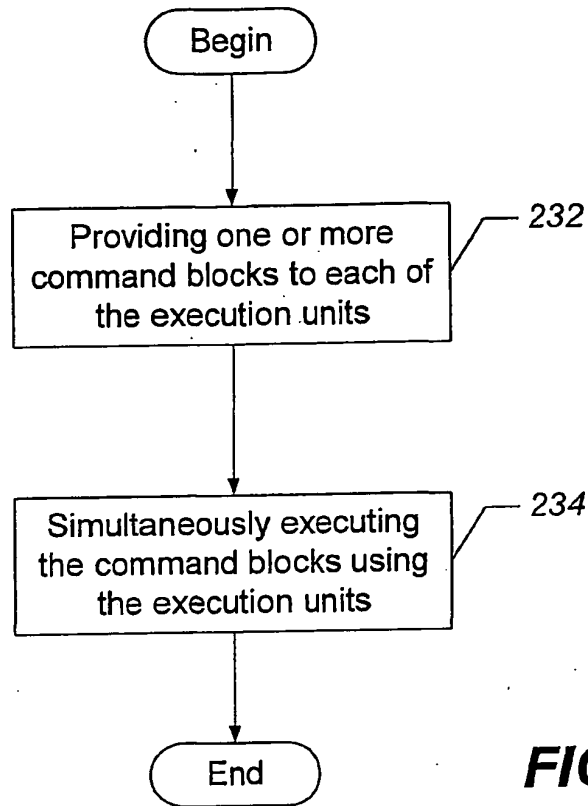 Begin
Providing one or more
command blocks to each of
the execution units
232
Simultaneously executing
the command blocks using
the execution units
234
End